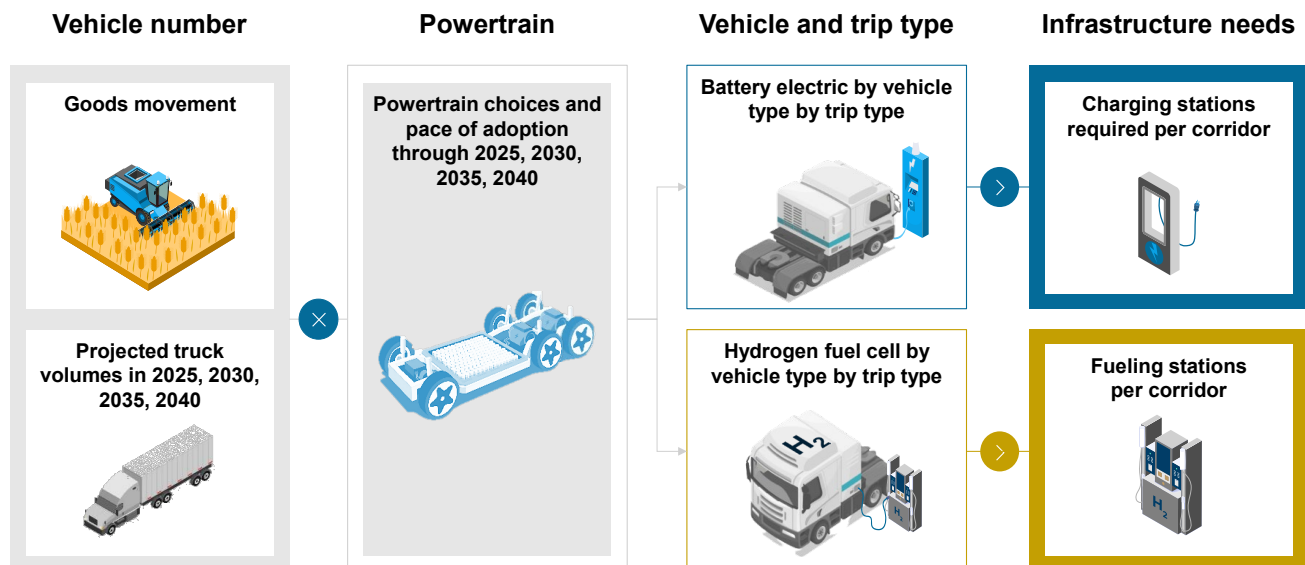 Vehicle number
Powertrain
Vehicle and trip type
Infrastructure needs
Goods movement
Projected truck
volumes in 2025, 2030,
2035, 2040
Powertrain choices and
pace of adoption
through 2025, 2030,
2035, 2040
Battery electric by vehicle
type by trip type
Hydrogen fuel cell by
vehicle type by trip type
H2
H2
Charging stations
required per corridor
Fueling stations
per corridor
H2